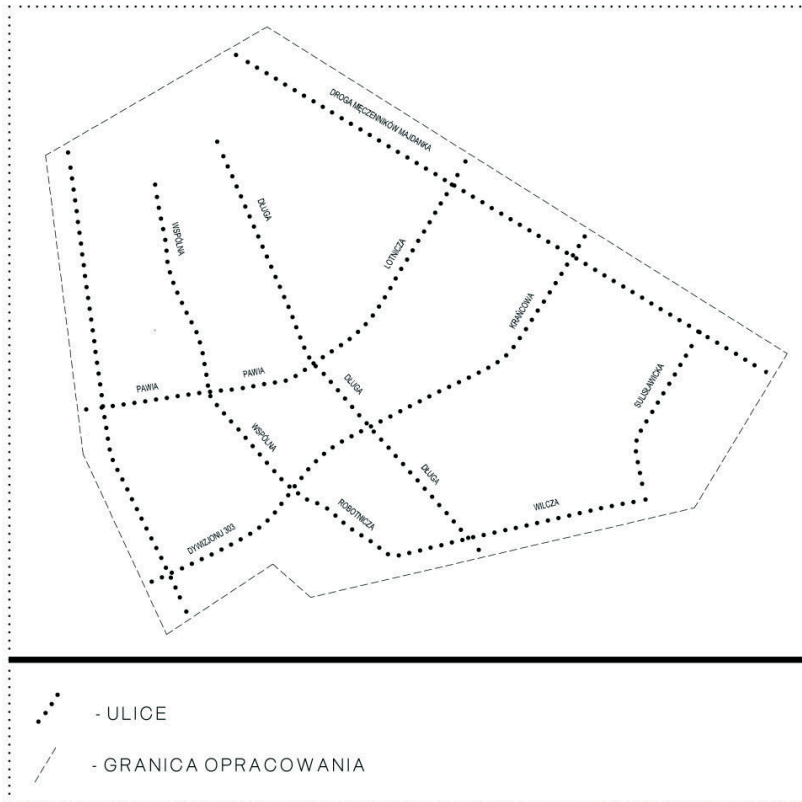 DROGA MĘCZENNIKÓW MAJDANKA
DŁUGA
WSPÓLNA
LOTNICZA
KRAŃCOWA
SULISŁAWICKA
PAWIA
PAWIA
DŁUGA
WSPÓLNA
DŁUGA
ROBOTNICZA
WILCZA
DYWIZJONU 303
- ULICE
- GRANICA OPRACOWANIA